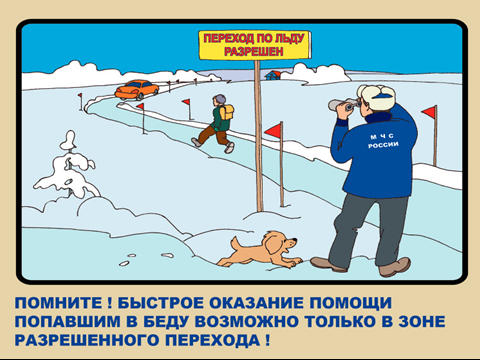 ПЕРЕХОД ПО ЛЬДУ
РАЗРЕШЕН
М Ч С
РОССИИ
ПОМНИТЕ ! БЫСТРОЕ ОКАЗАНИЕ ПОМОЩИ
ПОПАВШИМ В БЕДУ ВОЗМОЖНО ТОЛЬКО В ЗОНЕ
РАЗРЕШЕННОГО ПЕРЕХОДА !